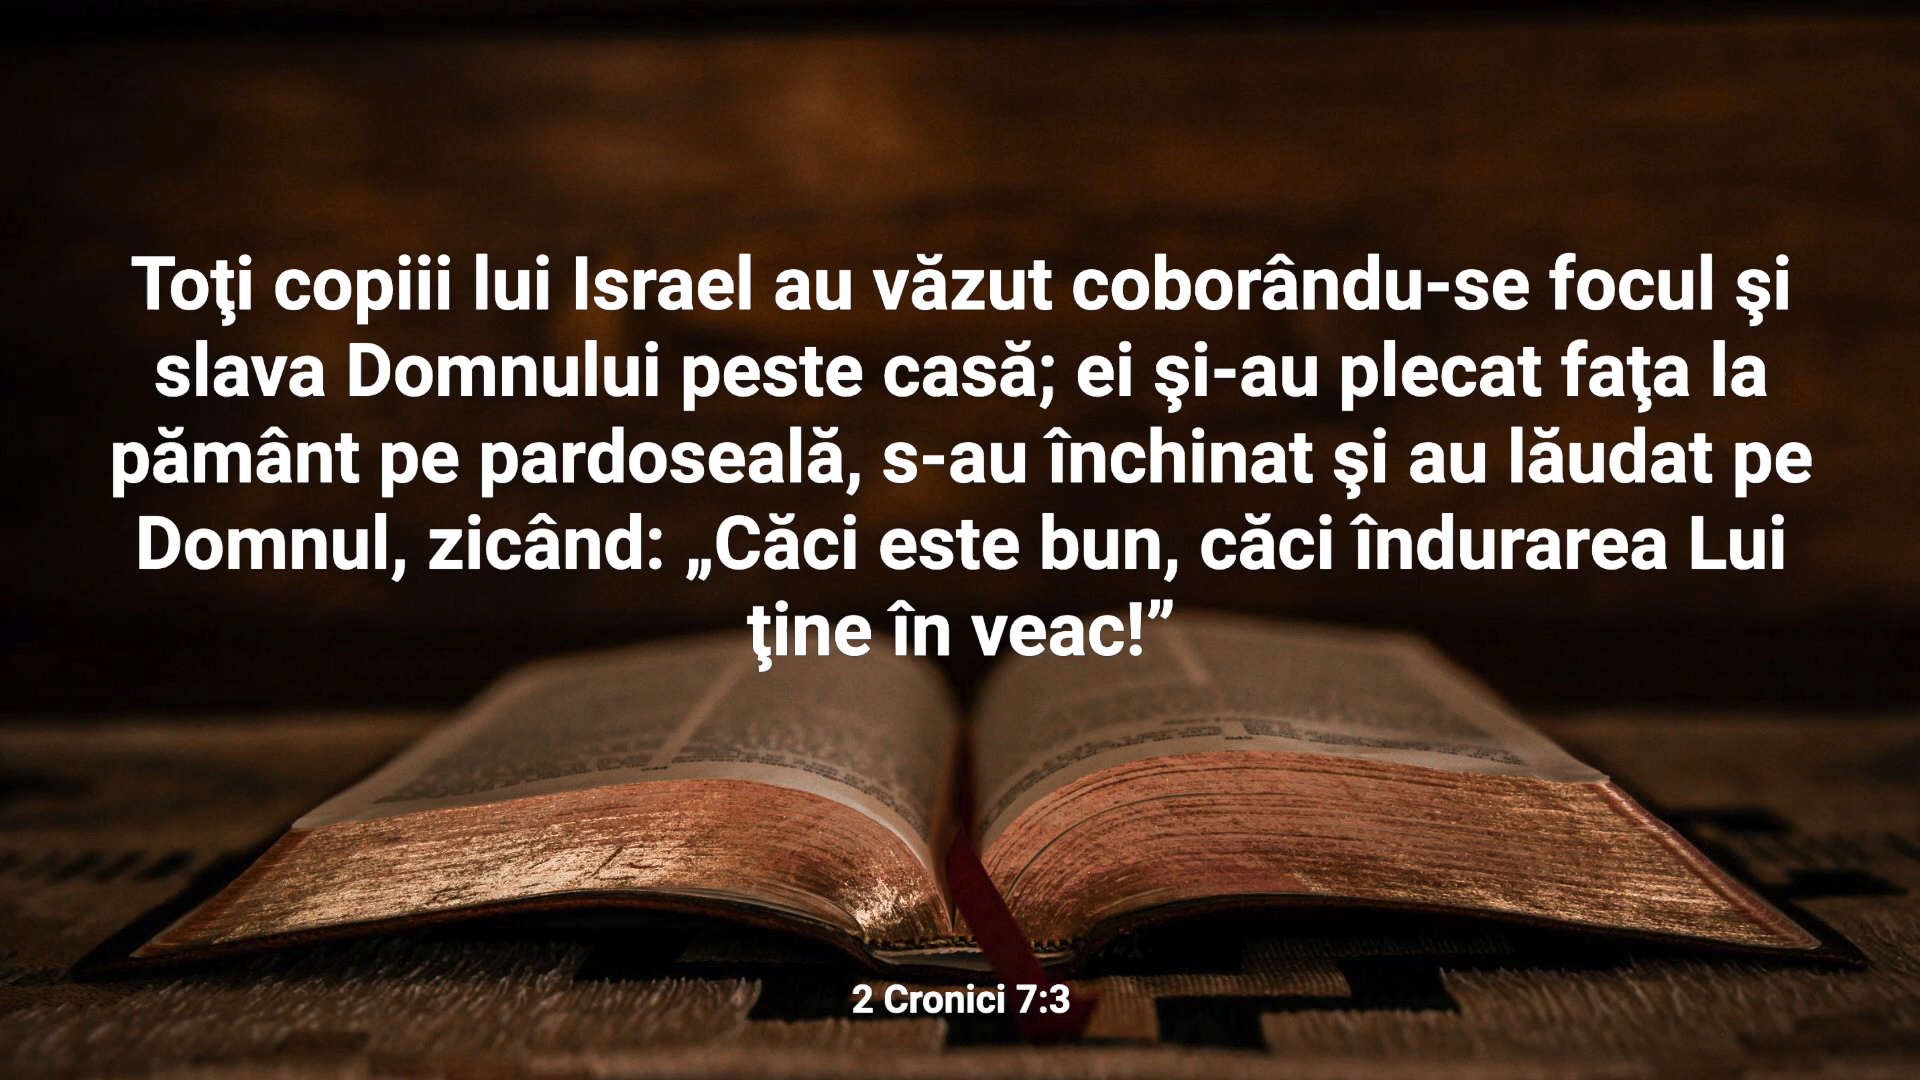 Toţi copiii lui Israel au văzut coborându-se focul şi
slava Domnului peste casă; ei şi-au plecat faţa la
pământ pe pardoseală, s-au închinat şi au lăudat pe
Domnul, zicând: „Căci este bun, căci îndurarea Lui
ţine în veac!”
2 Cronici 7:3